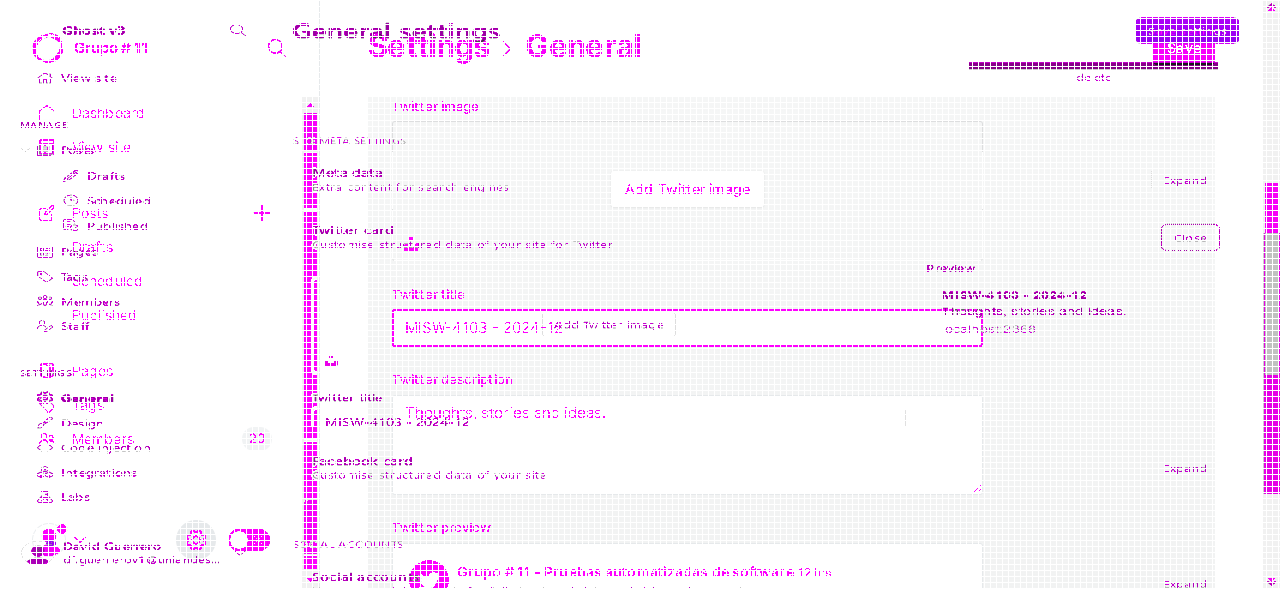 Ghost v3
General settings
Grupo # 11
Settings > General
Save
View site
delete
Dashboard
MANAGE
View site
Twitter image
META SETTINGS
Meta data
Extra content for search engines
Add Twitter image
Expand
Drafts
Scheduled
Posts
Published
Twitter card
Customise structured data of your site for Twitter
Close
Drafts
Pages
Tags
Scheduled
Preview
Members
Published
Staff
Twitter title
MISW-4103 - 2024-12
MISW-4103 - 2024-12
Thoughts, stories and ideas.
localhost:2368
Add Twitter image
Pages
Twitter description
General
Tags
Twitter title
Thoughts, stories and ideas.
MISW-4103 - 2024-12
Design
Members
20
Code injection
Facebook card
Customise structured data of your site
Expand
Integrations
Labs
Twitter preview
David Guerrero
d.guerrerov1@uniandes...
SOCIAL ACCOUNTS
Social accoun
Grupo # 11 - Pruebas automatizadas de software
12 hrs
Expand